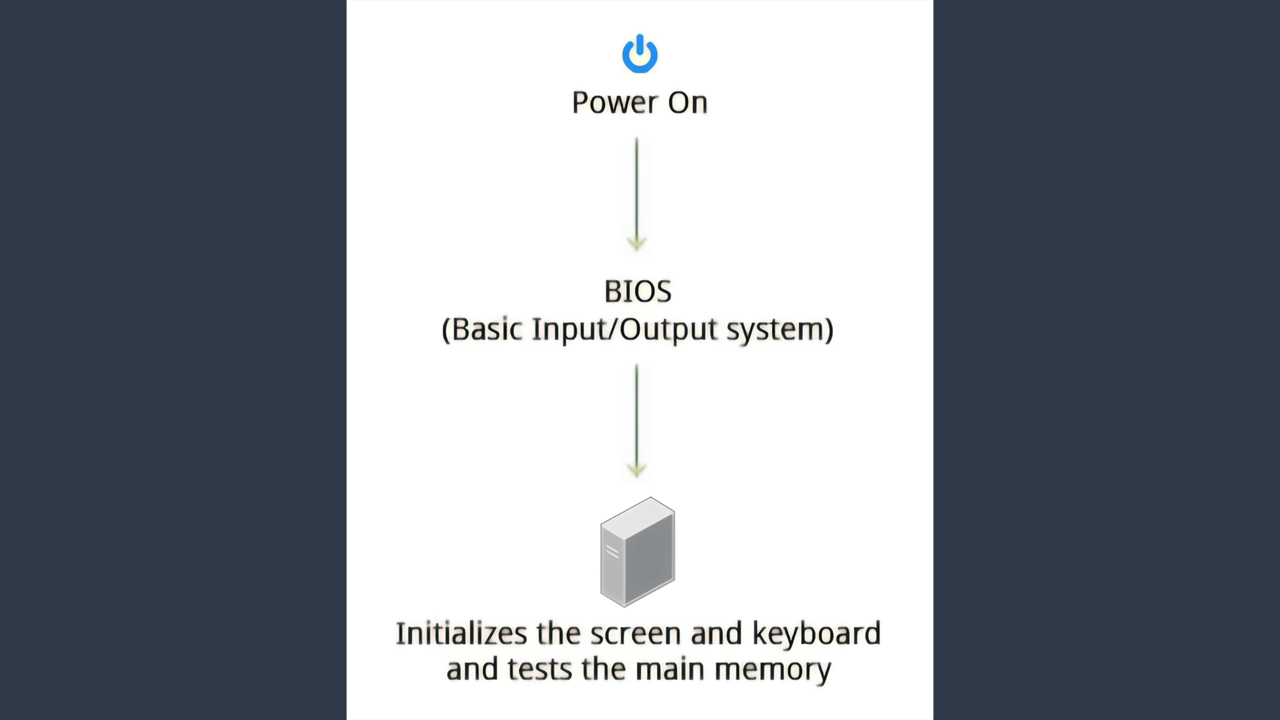 Power On
BIOS
(Basic Input/Output system)
Initializes the screen and keyboard
and tests the main memory